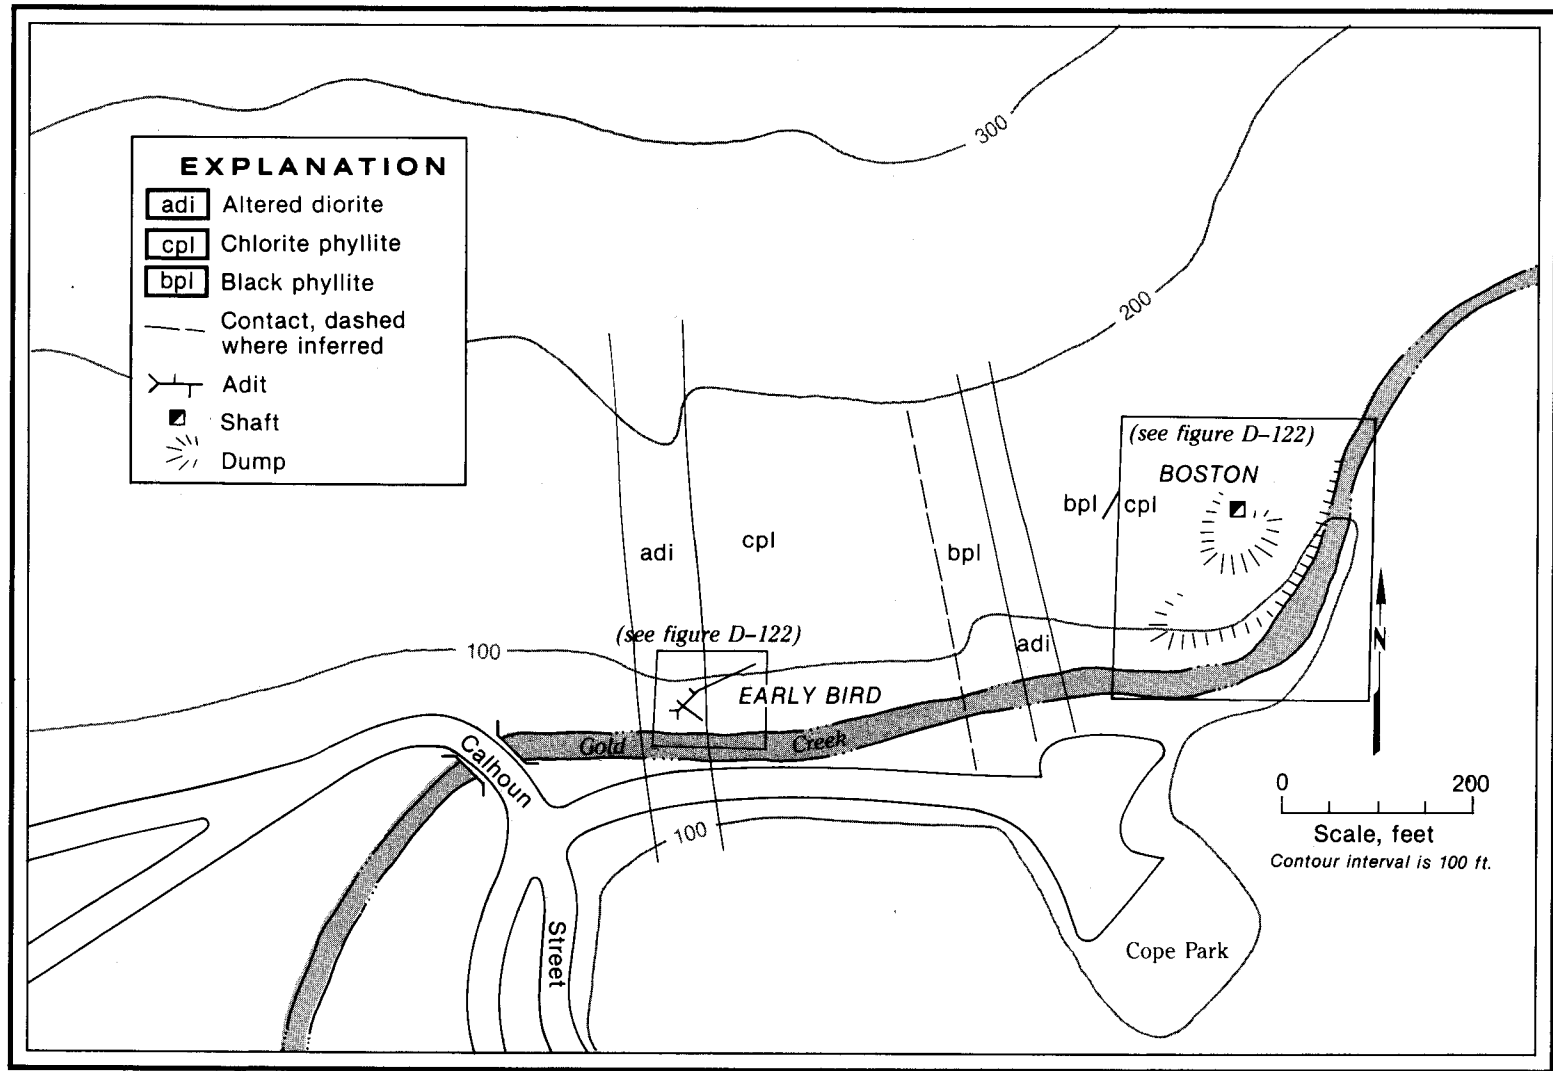 300
EXPLANATION
adi Altered diorite
cpl Chlorite phyllite
bpl Black phyllite
Contact, dashed
where inferred
Adit
Shaft
Dump
200
(see figure D-122)
BOSTON
bpl / cpl
adi
cpl
bpl
(see figure D-122)
100
adi
N
EARLY BIRD
Gold Creek
Calhoun
Street
100
0 200
Scale, feet
Contour interval is 100 ft.
Cope Park